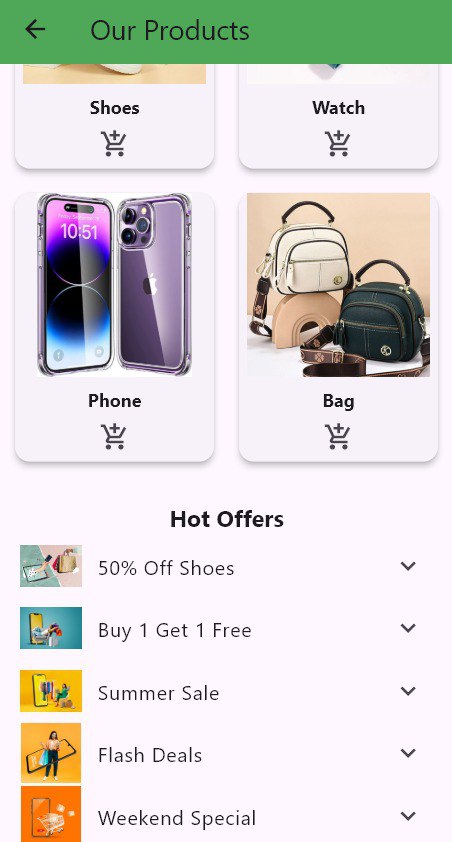 Our Products
Shoes
Watch
10:51
Phone
Bag
Hot Offers
50% Off Shoes
Buy 1 Get 1 Free
Summer Sale
Flash Deals
Weekend Special